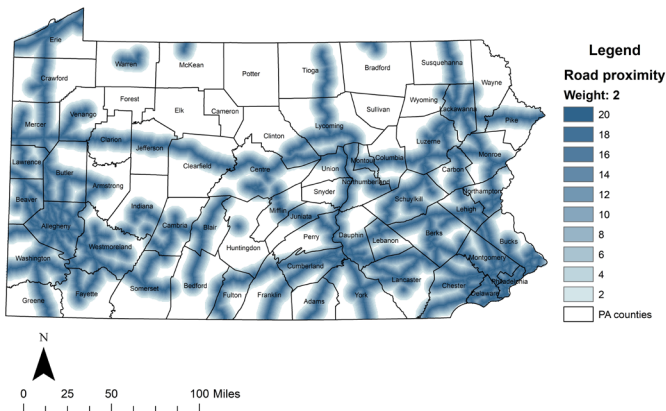 Erie
Warren
McKean
Potter
Tioga
Bradford
Susquehanna
Wayne
Crawford
Forest
Elk
Cameron
Sullivan
Wyoming
Lackawanna
Pike
Mercer
Venango
Clarion
Jefferson
Clearfield
Clinton
Lycoming
Luzerne
Monroe
Lawrence
Butler
Armstrong
Centre
Union
Montour
Columbia
Carbon
Snyder
Northumberland
Northampton
Beaver
Indiana
Mifflin
Juniata
Schuylkill
Lehigh
Allegheny
Westmoreland
Cambria
Blair
Huntingdon
Perry
Dauphin
Lebanon
Berks
Bucks
Washington
Montgomery
Cumberland
Greene
Fayette
Somerset
Bedford
Fulton
Franklin
Adams
York
Lancaster
Chester
Delaware
Philadelphia
Legend
Road proximity
Weight: 2
20
18
16
14
12
10
8
6
4
2
PA counties
N
0 25 50 100 Miles